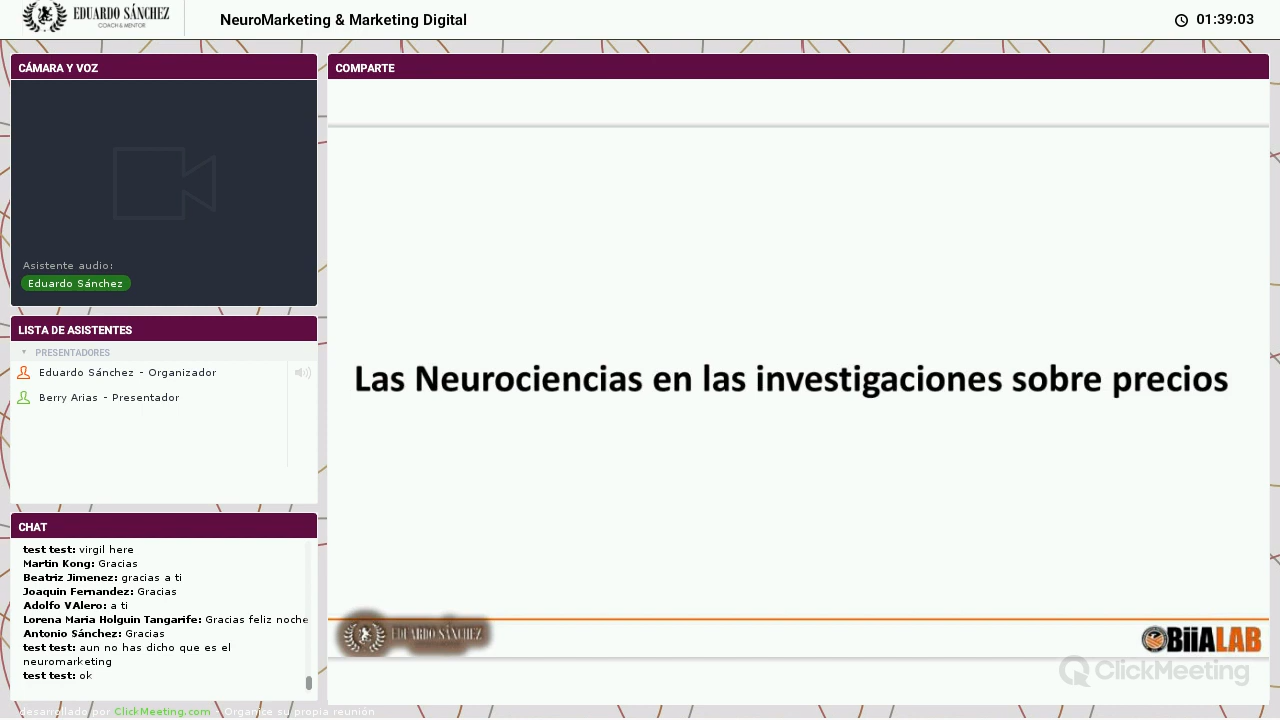 EDUARDO SÁNCHEZ
COACH & MENTOR
NeuroMarketing & Marketing Digital
01:39:03
CÁMARA Y VOZ
Asistente audio:
Eduardo Sánchez
LISTA DE ASISTENTES
PRESENTADORES
Eduardo Sánchez - Organizador
Berry Arias - Presentador
CHAT
test test: virgil here
Martin Kong: Gracias
Beatriz Jimenez: gracias a ti
Joaquin Fernandez: Gracias
Adolfo VAlero: a ti
Lorena Maria Holguin Tangarife: Gracias feliz noche
Antonio Sánchez: Gracias
test test: aun no has dicho que es el
neuromarketing
test test: ok
desarrollado por ClickMeeting.com - Organice su propia reunión
COMPARTE
Las Neurociencias en las investigaciones sobre precios
EDUARDO SÁNCHEZ
BiiALAB
ClickMeeting